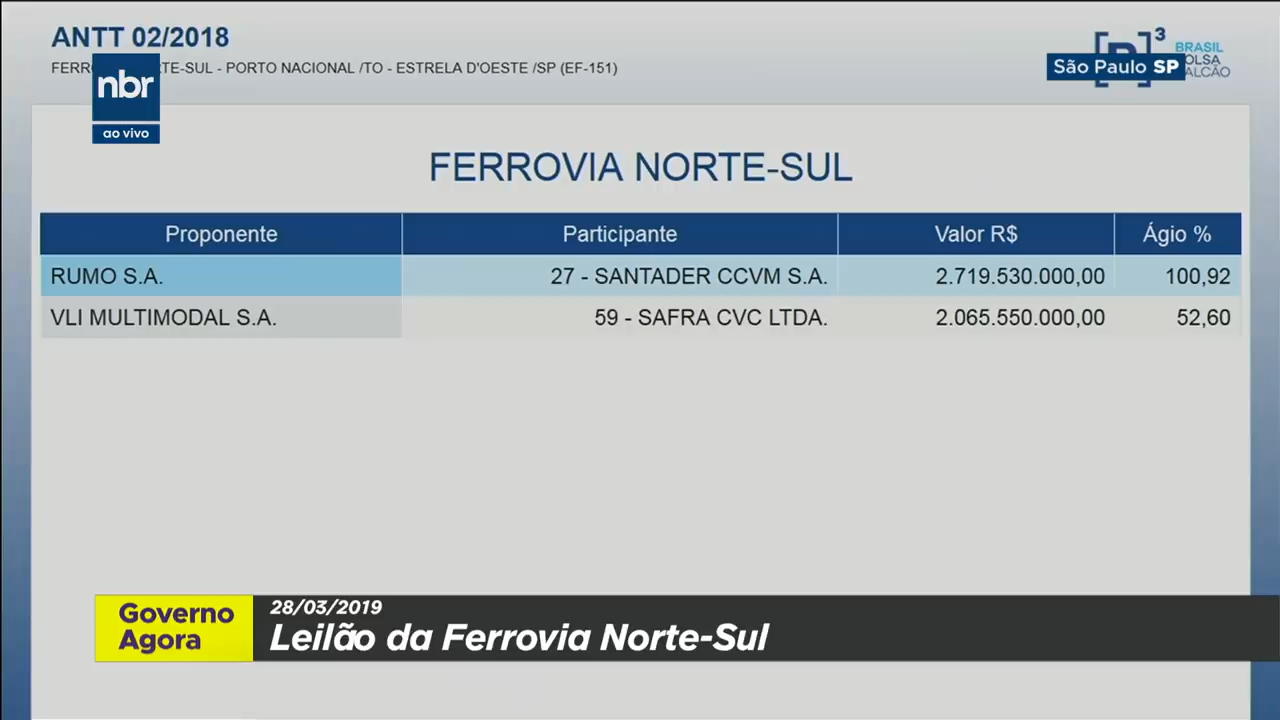 ANTT 02/2018
FERR TE-SUL - PORTO NACIONAL /TO - ESTRELA D'OESTE /SP (EF-151)
nbr
ao vivo
[B]³ BRASIL
São Paulo SP
FERROVIA NORTE-SUL
Proponente Participante Valor R$ Ágio %
RUMO S.A. 27 - SANTADER CCVM S.A. 2.719.530.000,00 100,92
VLI MULTIMODAL S.A. 59 - SAFRA CVC LTDA. 2.065.550.000,00 52,60
Governo
Agora
28/03/2019
Leilão da Ferrovia Norte-Sul